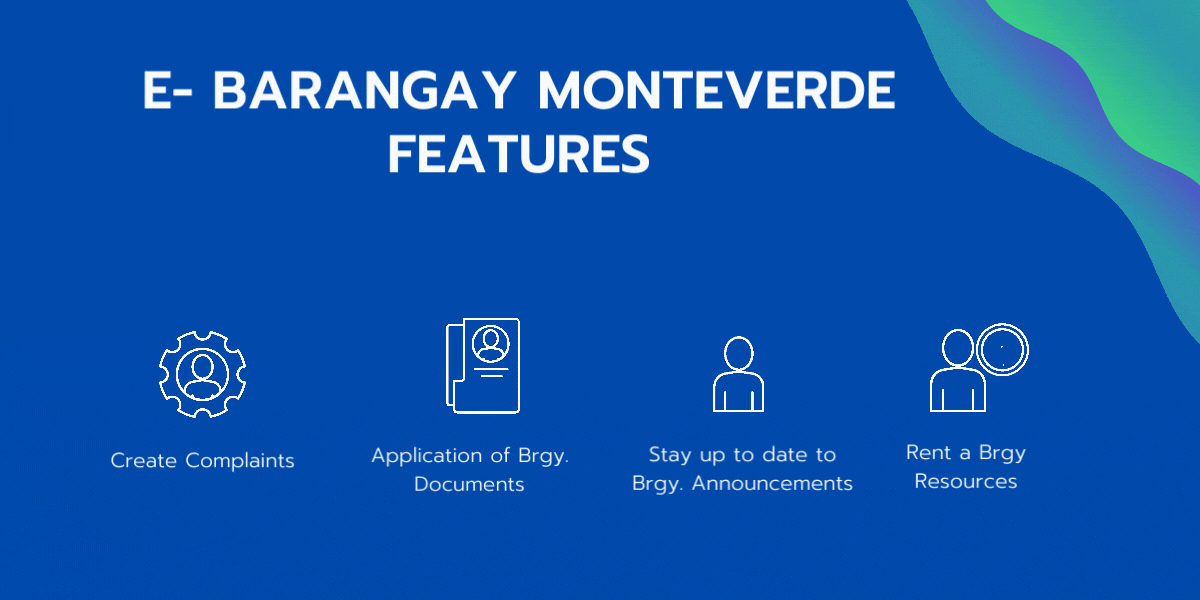 E- BARANGAY MONTEVERDE
FEATURES
Create Complaints
Application of Brgy.
Documents
Stay up to date to
Brgy. Announcements
Rent a Brgy
Resources